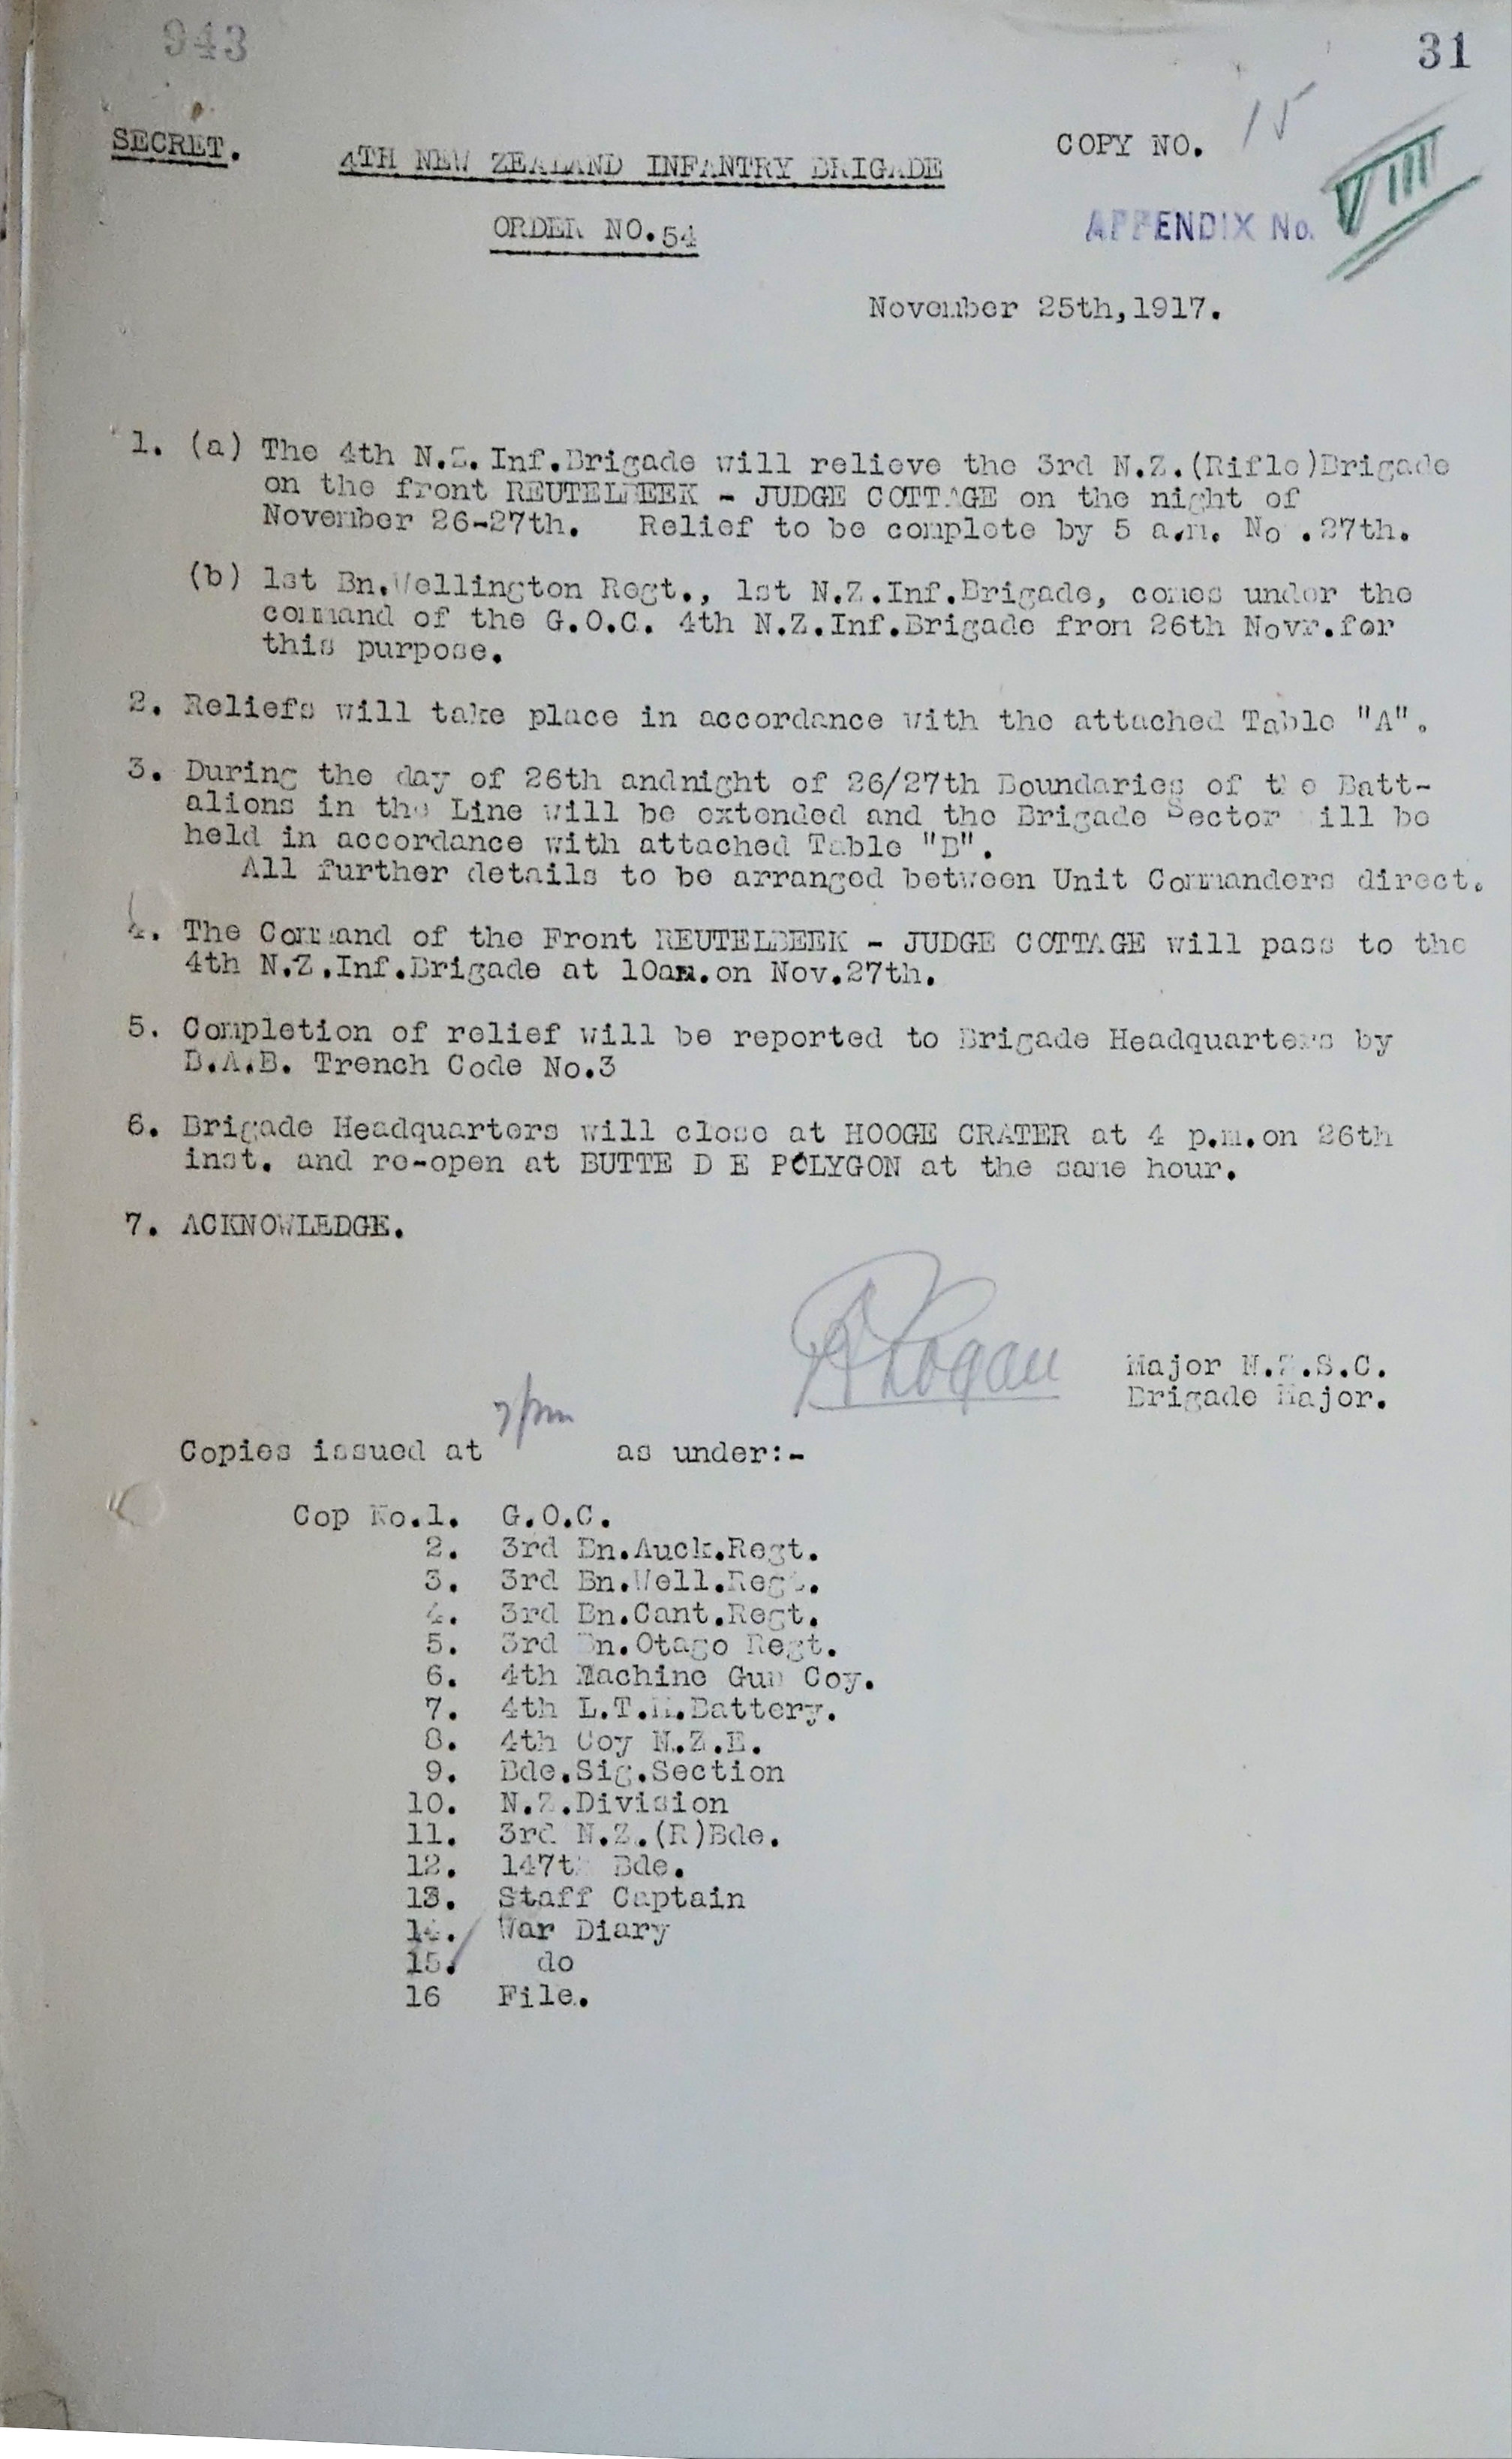 943
31
SECRET.
COPY NO. 15
4TH NEW ZEALAND INFANTRY BRIGADE
APPENDIX No. VIII
ORDER NO.54
November 25th,1917.
1. (a) The 4th N.Z. Inf.Brigade will relieve the 3rd N.Z.(Rifle)Brigade
on the front REUTELBEEK - JUDGE COTTAGE on the night of
November 26-27th. Relief to be complete by 5 a.m. No .27th.
(b) 1st Bn.Wellington Regt., 1st N.Z.Inf.Brigade, comes under the
command of the G.O.C. 4th N.Z.Inf.Brigade from 26th Novr.for
this purpose.
2. Reliefs will take place in accordance with the attached Table "A".
3. During the day of 26th andnight of 26/27th Boundaries of the Batt-
alions in the Line will be extended and the Brigade Sector will be
held in accordance with attached Table "B".
All further details to be arranged between Unit Commanders direct.
4. The Command of the Front REUTELBEEK - JUDGE COTTAGE will pass to the
4th N.Z.Inf.Brigade at 10am.on Nov.27th.
5. Completion of relief will be reported to Brigade Headquarters by
B.A.B. Trench Code No.3
6. Brigade Headquarters will close at HOOGE CRATER at 4 p.m.on 26th
inst. and re-open at BUTTE D E POLYGON at the same hour.
7. ACKNOWLEDGE.
Rogan
Major N.Z.S.C.
Brigade Major.
Copies issued at 7pm as under:-
Cop No.1. G.O.C.
2. 3rd Bn.Auck.Regt.
3. 3rd Bn.Well.Regt.
4. 3rd Bn.Cant.Regt.
5. 3rd Bn.Otago Regt.
6. 4th Machine Gun Coy.
7. 4th L.T.M.Battery.
8. 4th Coy N.Z.E.
9. Bde.Sig.Section
10. N.Z.Division
11. 3rd N.Z.(R)Bde.
12. 147th Bde.
13. Staff Captain
14. War Diary
15. do
16 File.